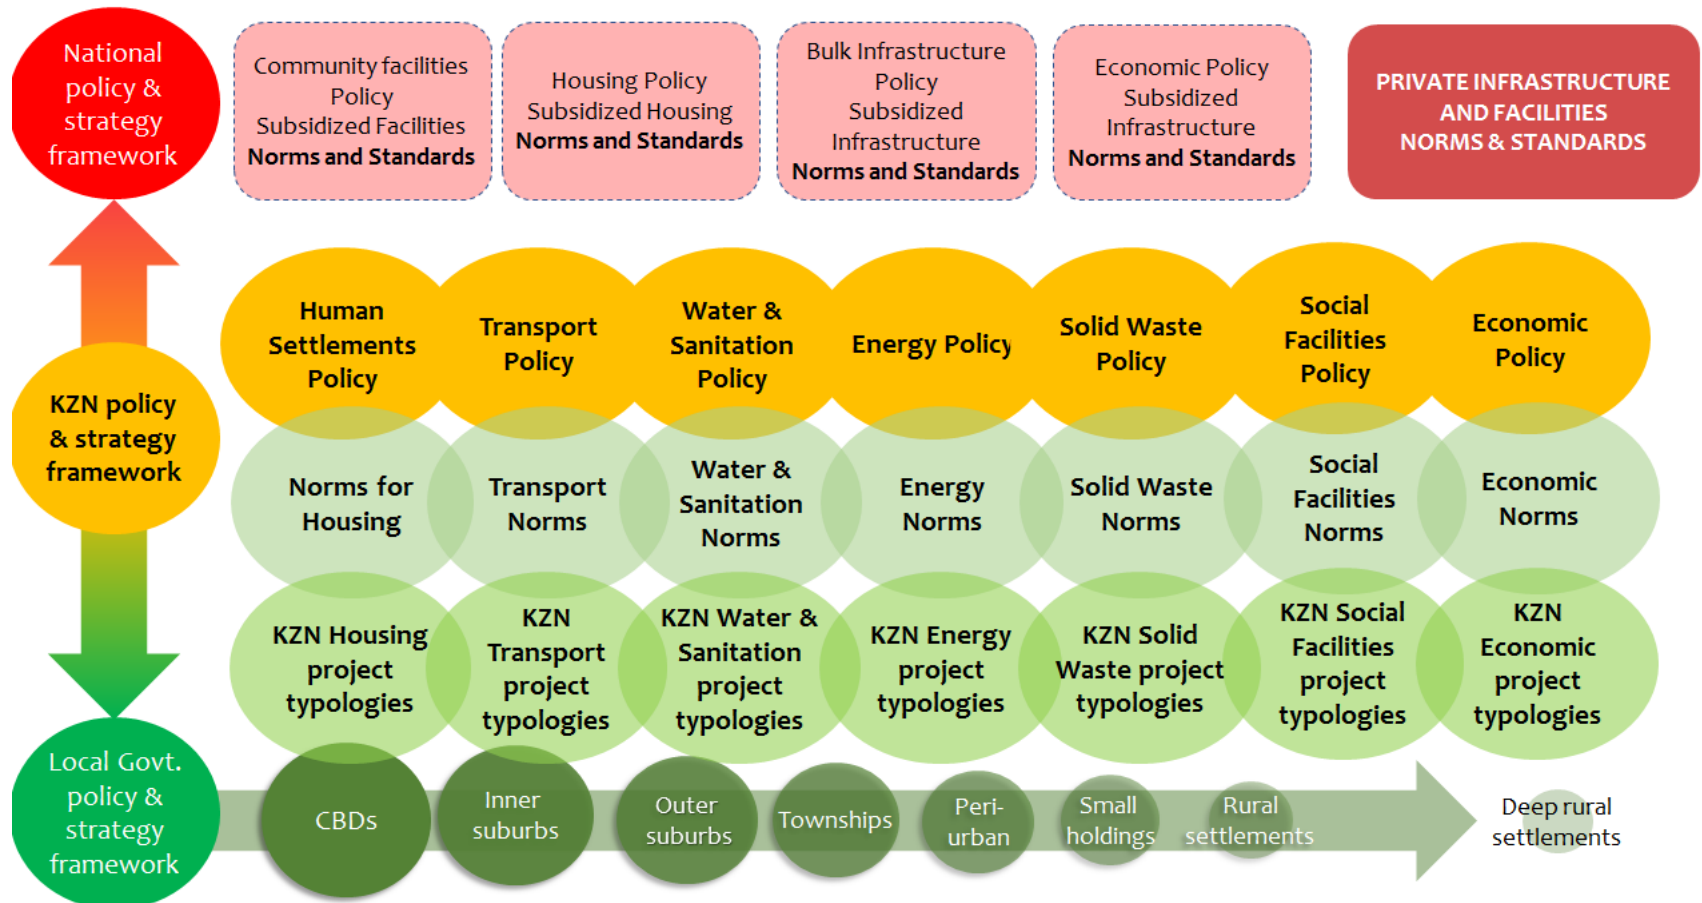 National
policy &
strategy
framework
Community facilities
Policy
Subsidized Facilities
Norms and Standards
Housing Policy
Subsidized Housing
Norms and Standards
Bulk Infrastructure
Policy
Subsidized
Infrastructure
Norms and Standards
Economic Policy
Subsidized
Infrastructure
Norms and Standards
PRIVATE INFRASTRUCTURE
AND FACILITIES
NORMS & STANDARDS
KZN policy
& strategy
framework
Human
Settlements
Policy
Transport
Policy
Water &
Sanitation
Policy
Energy Policy
Solid Waste
Policy
Social
Facilities
Policy
Economic
Policy
Norms for
Housing
Transport
Norms
Water &
Sanitation
Norms
Energy
Norms
Solid Waste
Norms
Social
Facilities
Norms
Economic
Norms
KZN Housing
project
typologies
KZN
Transport
project
typologies
KZN Water &
Sanitation
project
typologies
KZN Energy
project
typologies
KZN Solid
Waste project
typologies
KZN Social
Facilities
project
typologies
KZN
Economic
project
typologies
Local Govt.
policy &
strategy
framework
CBDs
Inner
suburbs
Outer
suburbs
Townships
Peri-
urban
Small
holdings
Rural
settlements
Deep rural
settlements